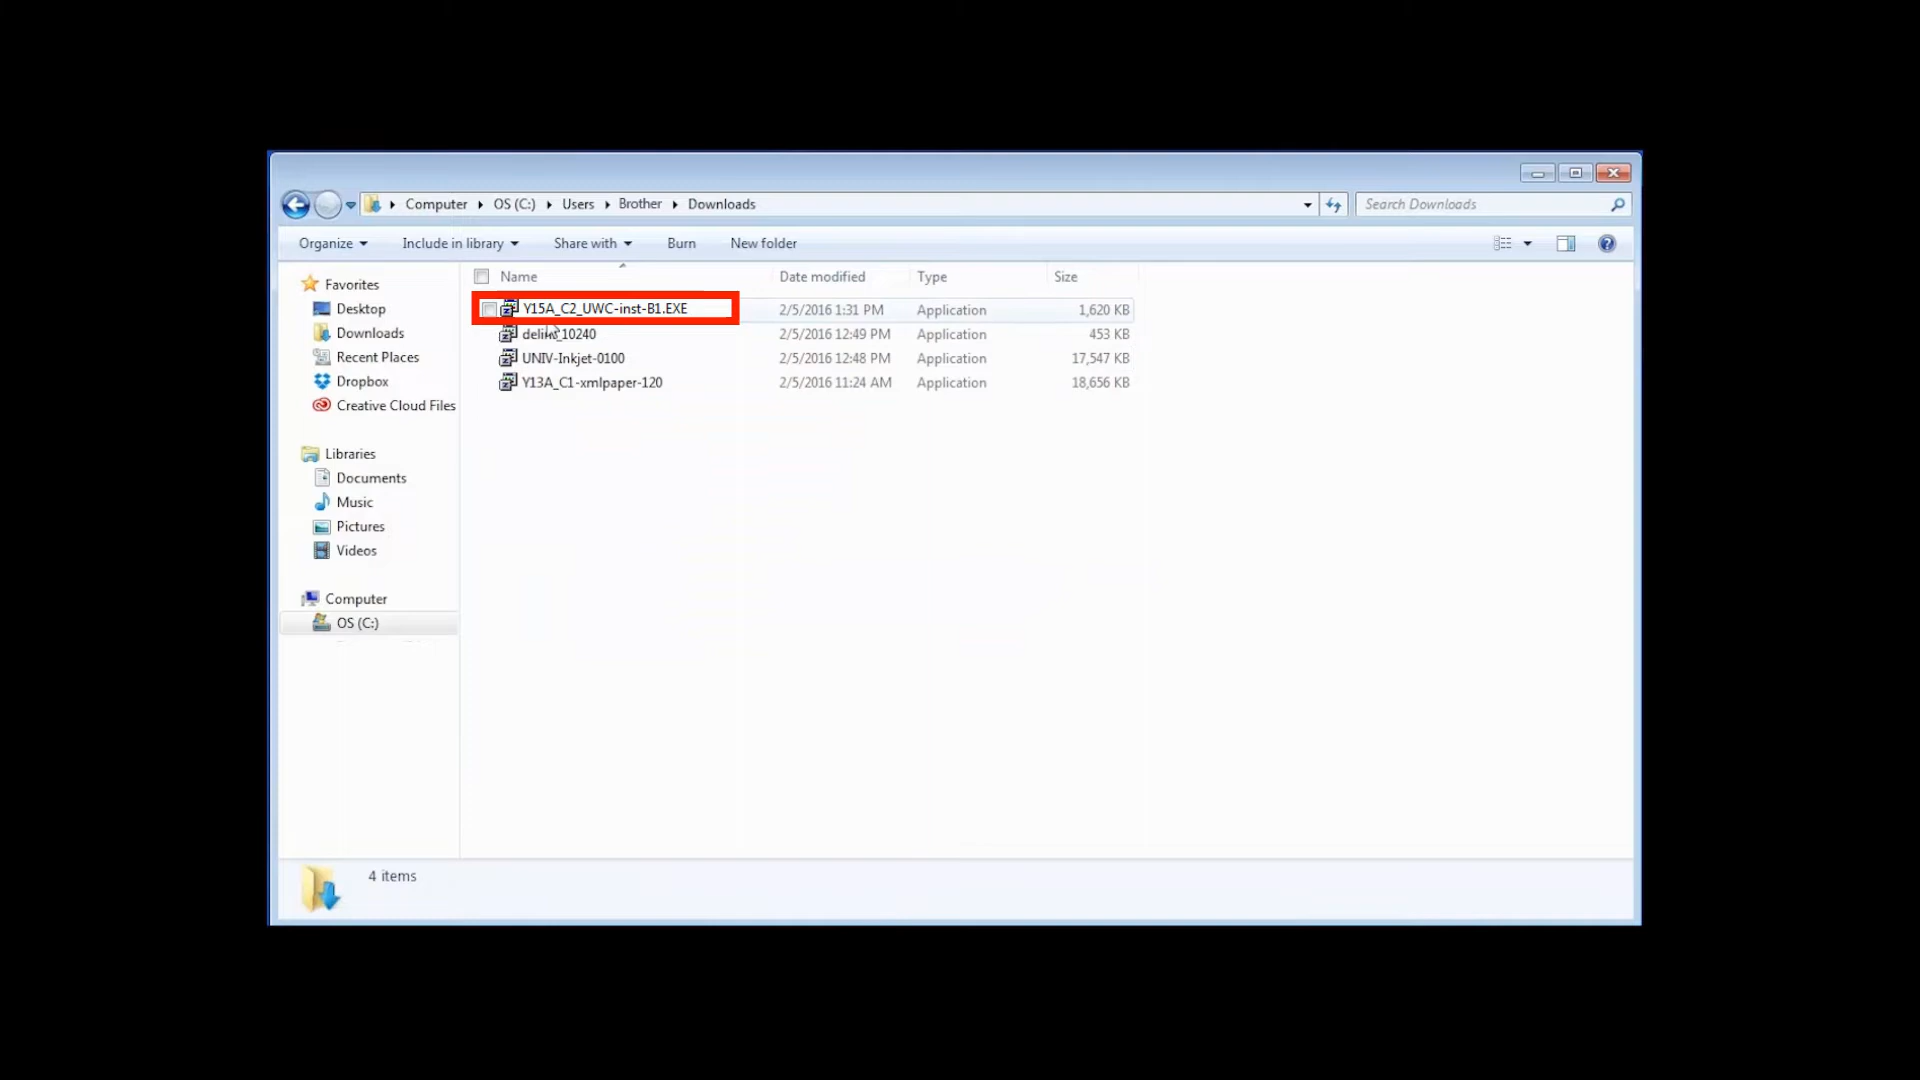 Computer OS (C:) Users Brother Downloads
Search Downloads
Organize Include in library Share with Burn New folder
Name Date modified Type Size
Favorites
Desktop
Downloads
Recent Places
Dropbox
Creative Cloud Files
Libraries
Documents
Music
Pictures
Videos
Computer
OS (C:)
Y15A_C2_UWC-inst-B1.EXE 2/5/2016 1:31 PM Application 1,620 KB
2/5/2016 12:49 PM Application 453 KB
UNIV-Inkjet-0100 2/5/2016 12:48 PM Application 17,547 KB
Y13A_C1-xmlpaper-120 2/5/2016 11:24 AM Application 18,656 KB
4 items